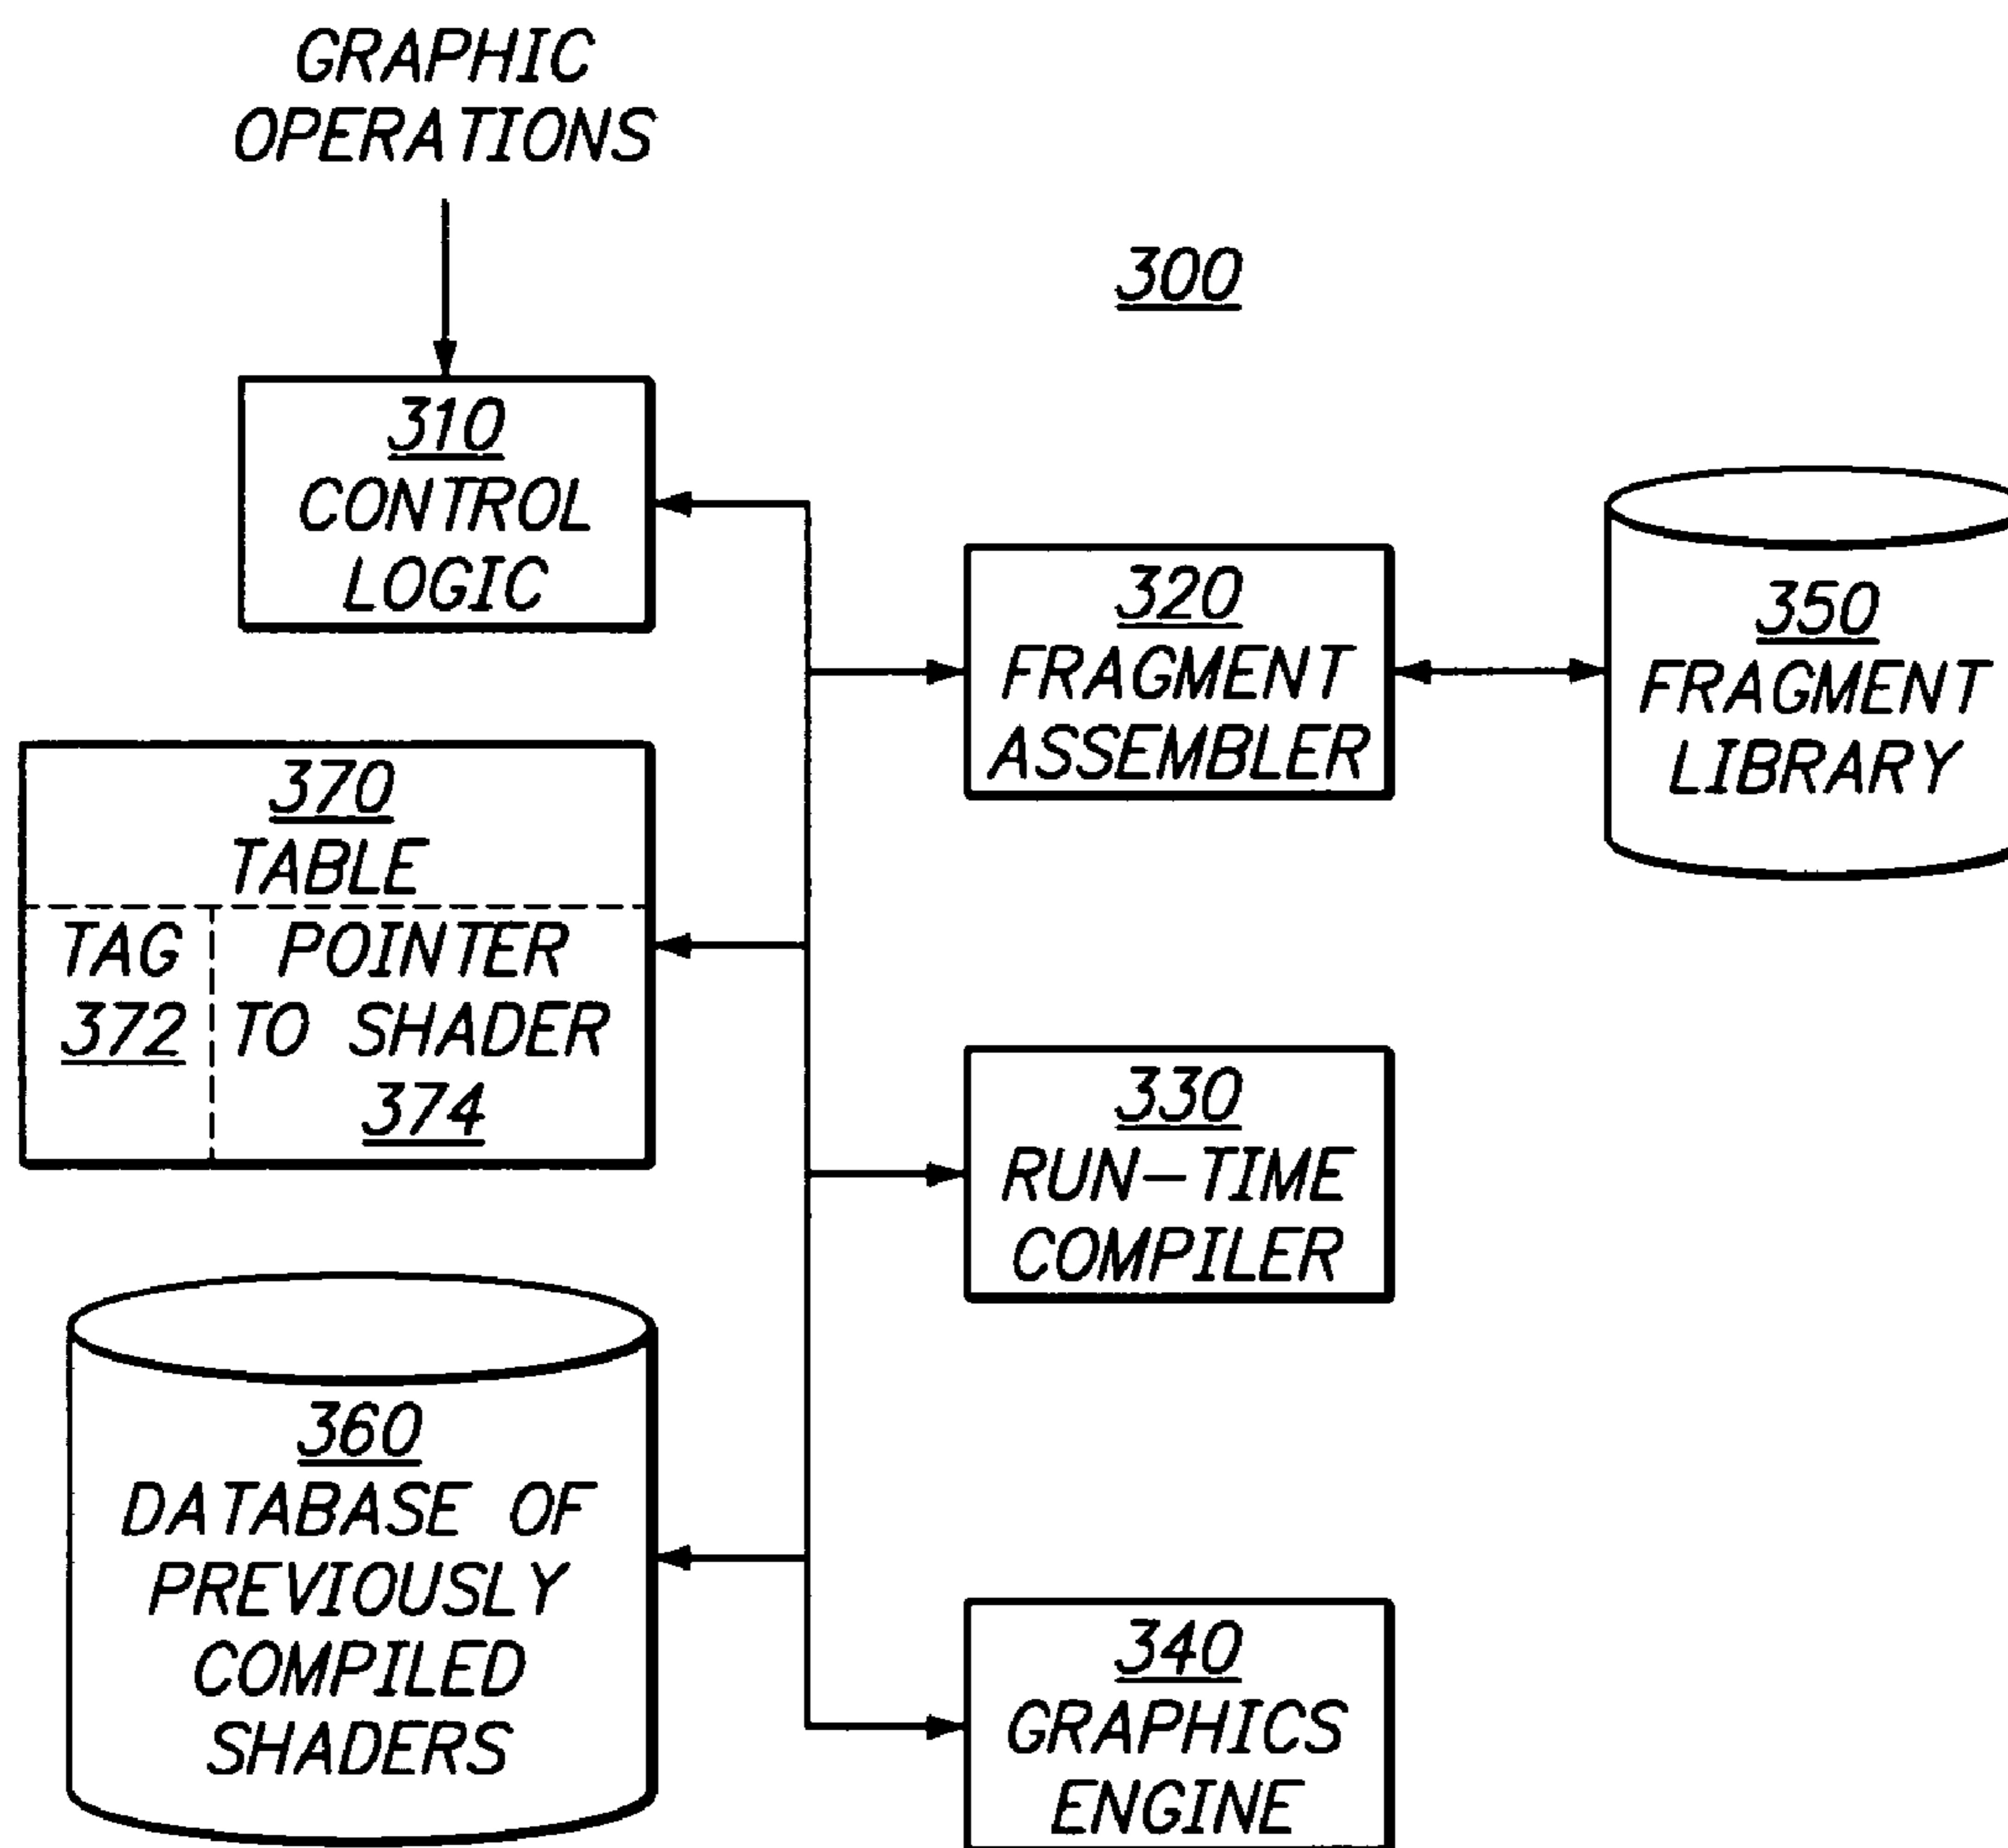 GRAPHIC
OPERATIONS
300
310
CONTROL
LOGIC
320
FRAGMENT
ASSEMBLER
350
FRAGMENT
LIBRARY
370
TABLE
TAG
372
POINTER
TO SHADER
374
330
RUN-TIME
COMPILER
360
DATABASE OF
PREVIOUSLY
COMPILED
SHADERS
340
GRAPHICS
ENGINE